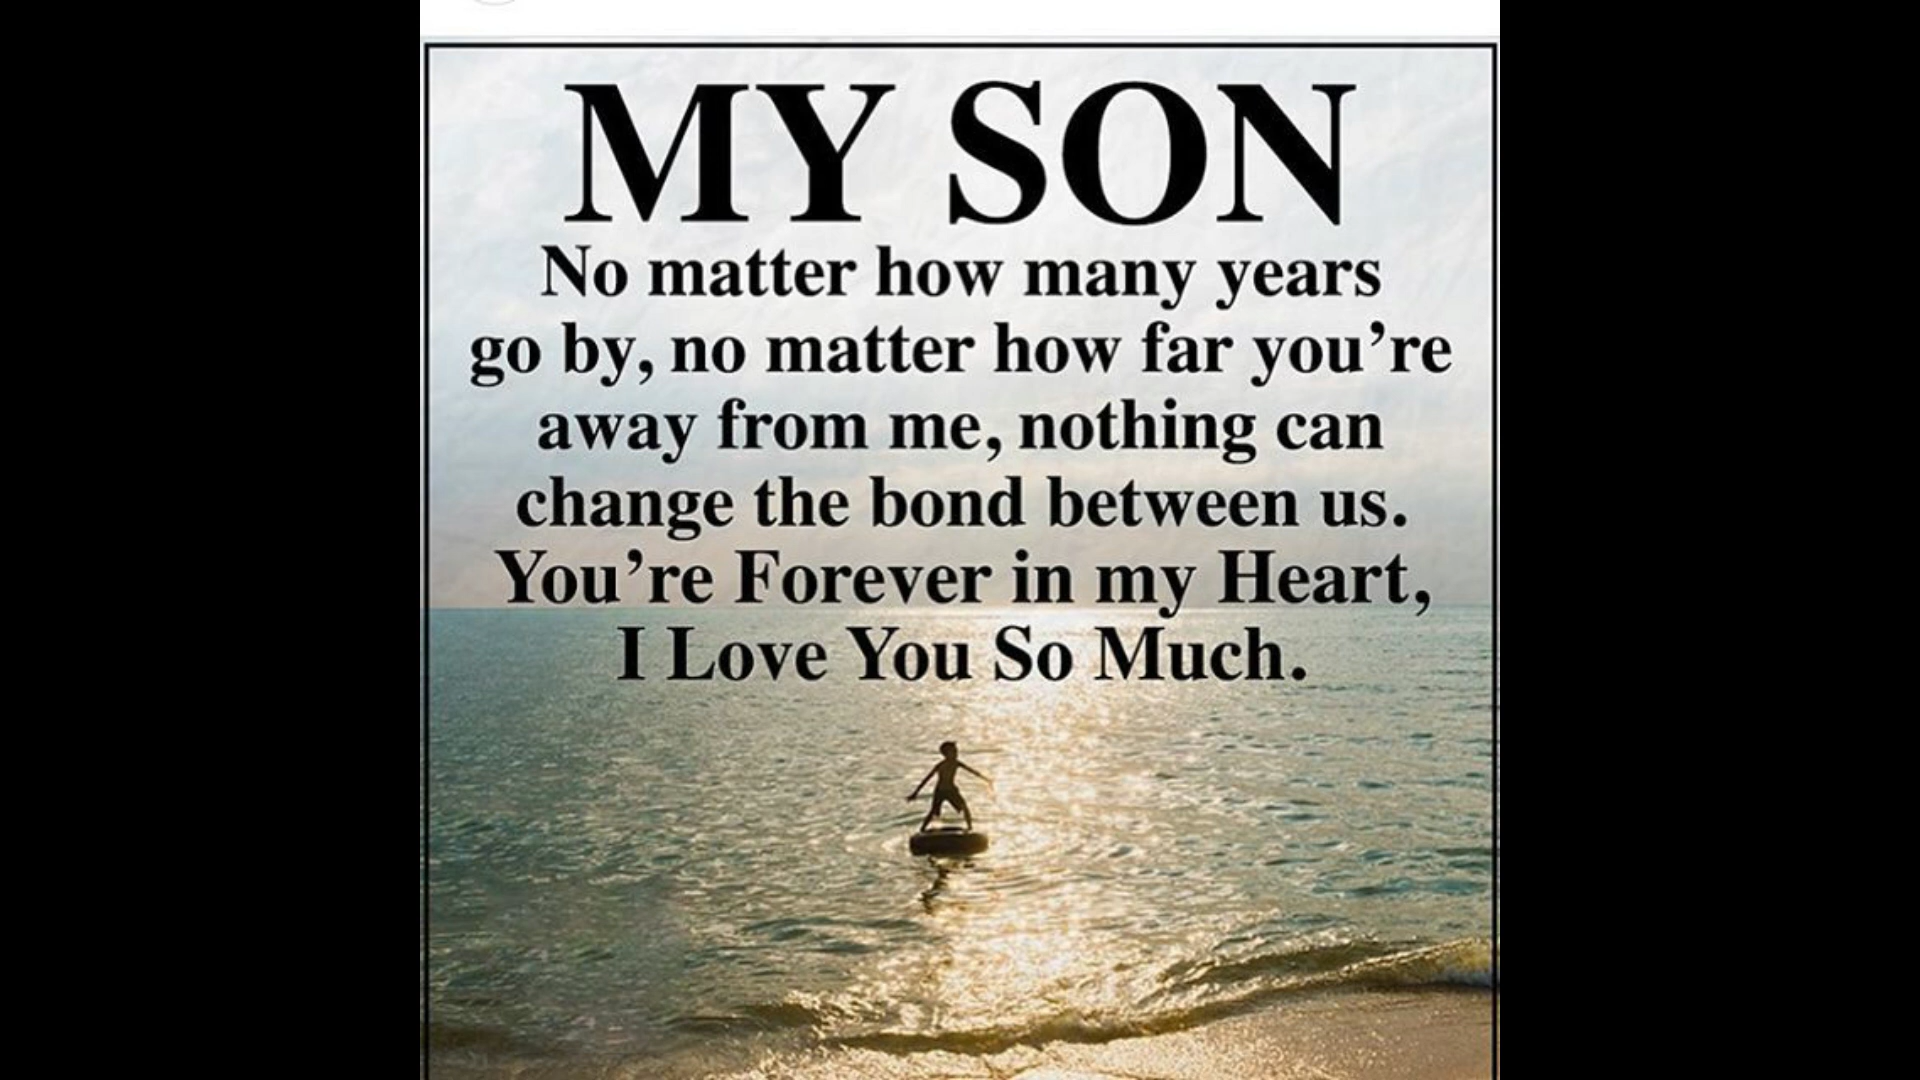 MY SON
No matter how many years
go by, no matter how far you’re
away from me, nothing can
change the bond between us.
You’re Forever in my Heart,
I Love You So Much.